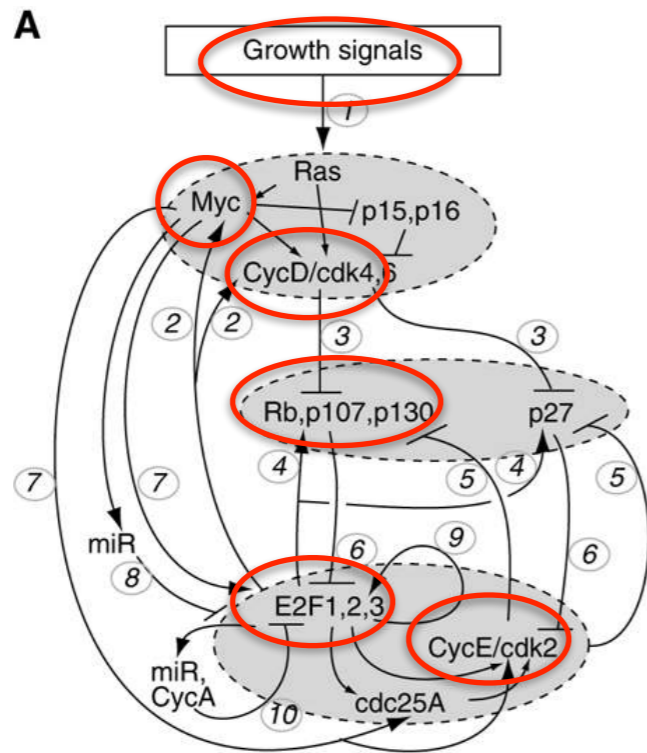 A
Growth signals
1
Ras
Myc
p15,p16
CycD/cdk4,6
2
2
3
3
Rb,p107,p130
p27
4
5
4
5
7
7
miR
8
6
9
6
E2F1,2,3
CycE/cdk2
miR,
CycA
10
cdc25A